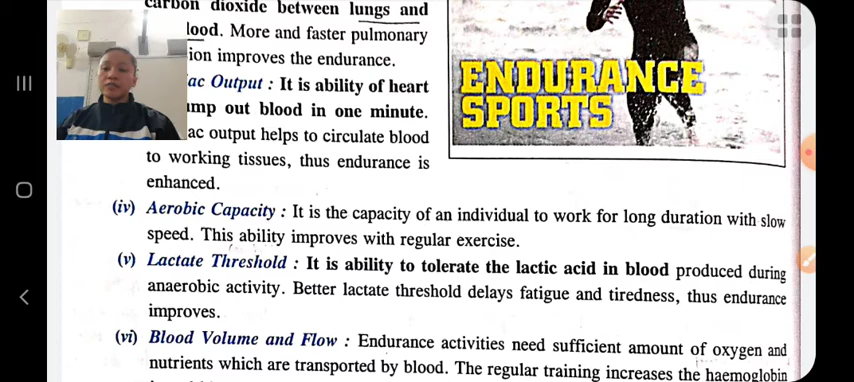 carbon dioxide between lungs and
lood. More and faster pulmonary
ion improves the endurance.
ac Output : It is ability of heart
mp out blood in one minute.
ac output helps to circulate blood
to working tissues, thus endurance is
enhanced.
ENDURANCE
SPORTS
(iv) Aerobic Capacity : It is the capacity of an individual to work for long duration with slow
speed. This ability improves with regular exercise.
(v) Lactate Threshold : It is ability to tolerate the lactic acid in blood produced during
anaerobic activity. Better lactate threshold delays fatigue and tiredness, thus endurance
improves.
(vi) Blood Volume and Flow : Endurance activities need sufficient amount of oxygen and
nutrients which are transported by blood. The regular training increases the haemoglobin